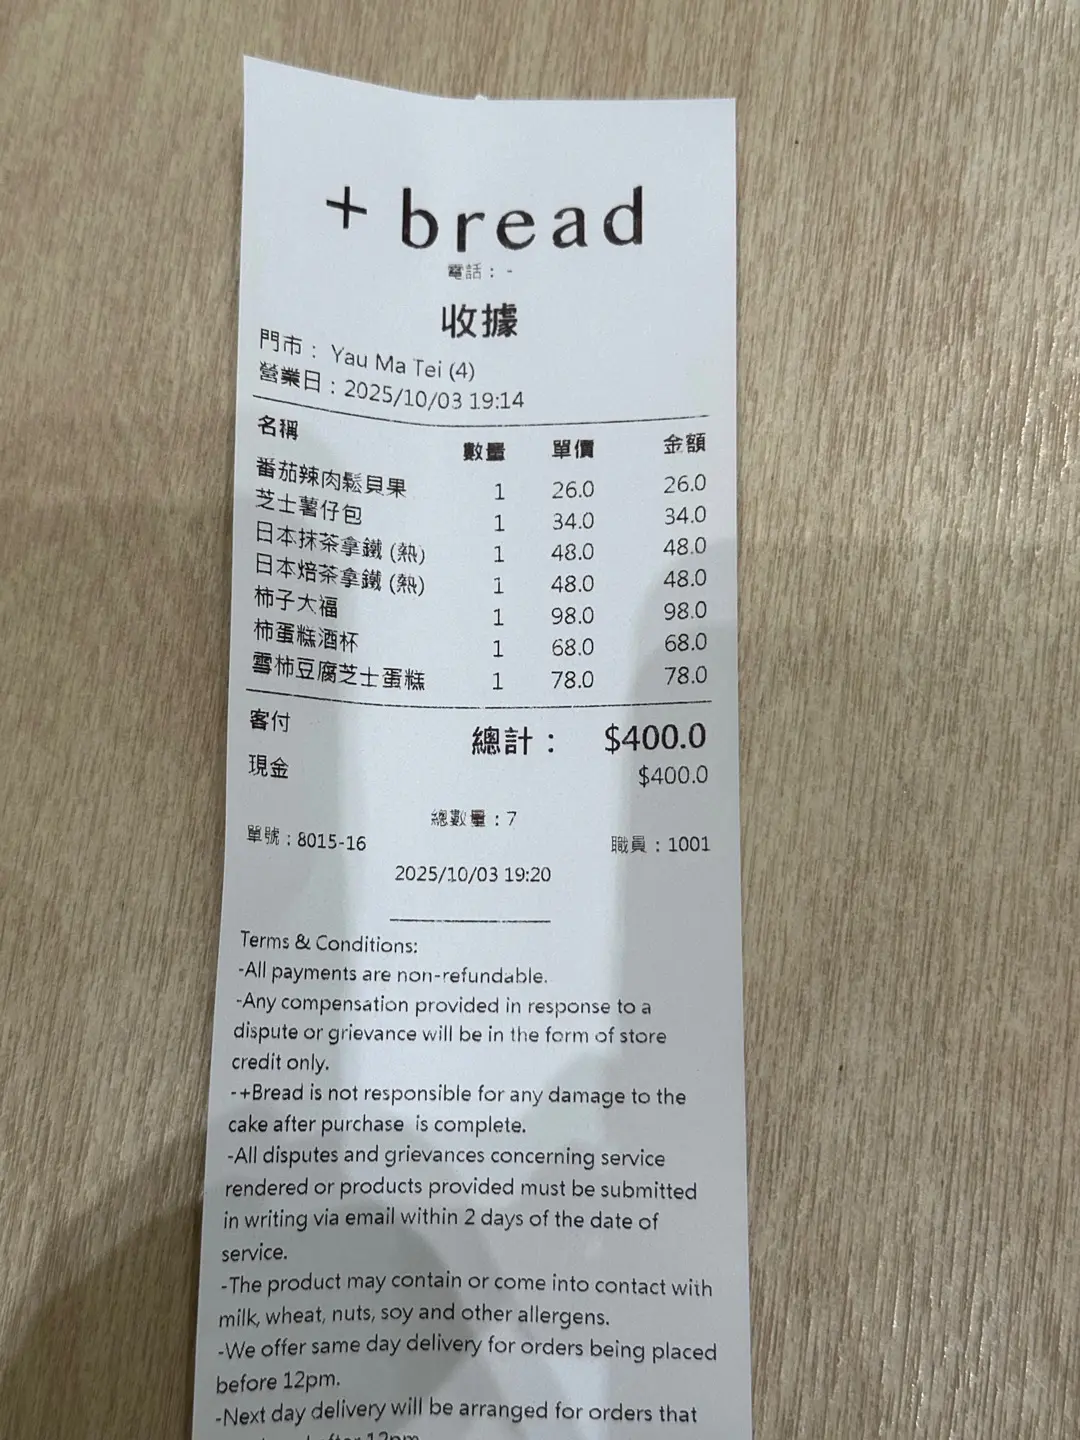 + bread
電話： -
收據
門市： Yau Ma Tei (4)
營業日：2025/10/03 19:14
名稱 數量 單價 金額
番茄辣肉鬆貝果 1 26.0 26.0
芝士薯仔包 1 34.0 34.0
日本抹茶拿鐵 (熱) 1 48.0 48.0
日本焙茶拿鐵 (熱) 1 48.0 48.0
柿子大福 1 98.0 98.0
柿蛋糕酒杯 1 68.0 68.0
雪柿豆腐芝士蛋糕 1 78.0 78.0
客付 總計： $400.0
現金 $400.0
總數量：7
單號：8015-16 職員：1001
2025/10/03 19:20
Terms & Conditions:
-All payments are non-refundable.
-Any compensation provided in response to a
dispute or grievance will be in the form of store
credit only.
-+Bread is not responsible for any damage to the
cake after purchase  is complete.
-All disputes and grievances concerning service
rendered or products provided must be submitted
in writing via email within 2 days of the date of
service.
-The product may contain or come into contact with
milk, wheat, nuts, soy and other allergens.
-We offer same day delivery for orders being placed
before 12pm.
-Next day delivery will be arranged for orders that
after 12pm